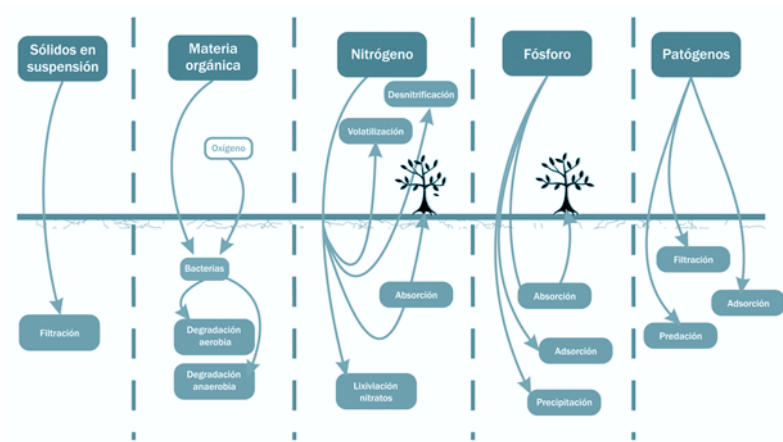 Sólidos en
suspensión
Materia
orgánica
Nitrógeno
Fósforo
Patógenos
Desnitrificación
Volatilización
Oxígeno
Bacterias
Filtración
Absorción
Absorción
Adsorción
Filtración
Degradación
aerobia
Predación
Adsorción
Degradación
anaerobia
Lixiviación
nitratos
Precipitación